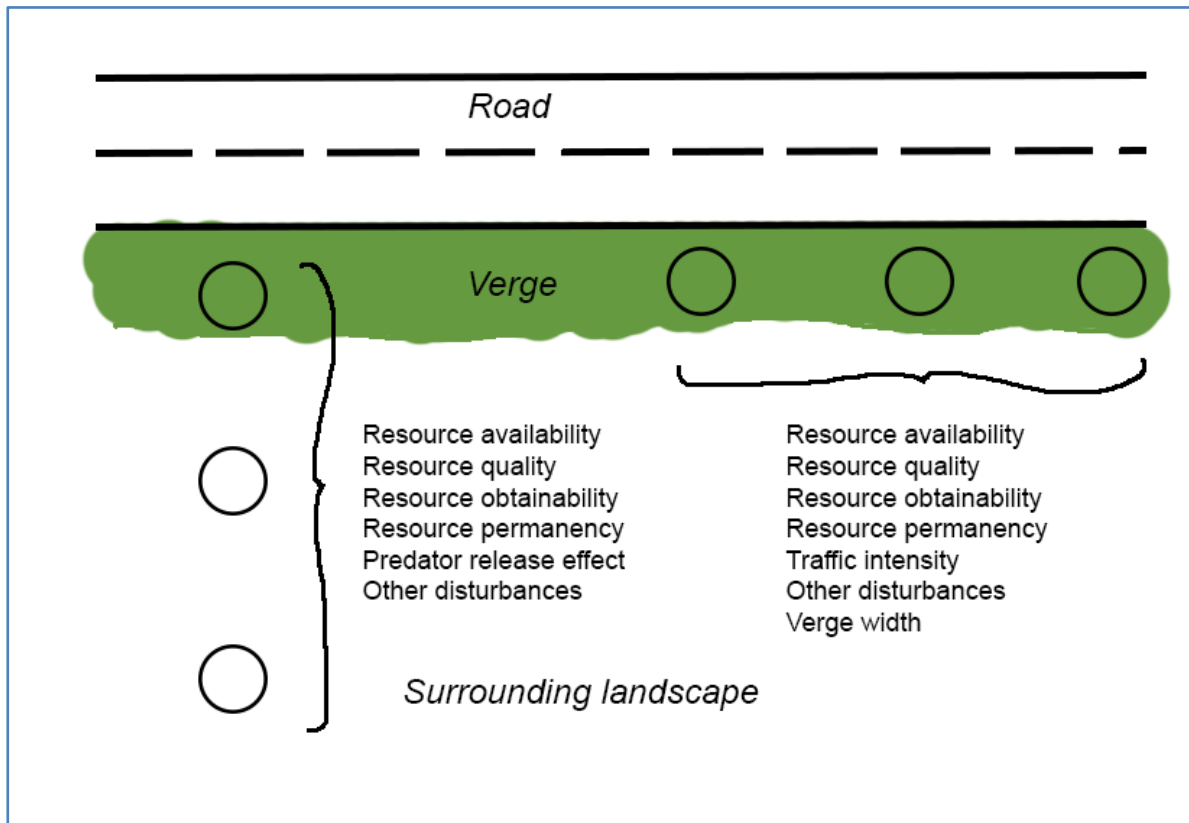 Road
Verge
Resource availability
Resource quality
Resource obtainability
Resource permanency
Predator release effect
Other disturbances
Resource availability
Resource quality
Resource obtainability
Resource permanency
Traffic intensity
Other disturbances
Verge width
Surrounding landscape